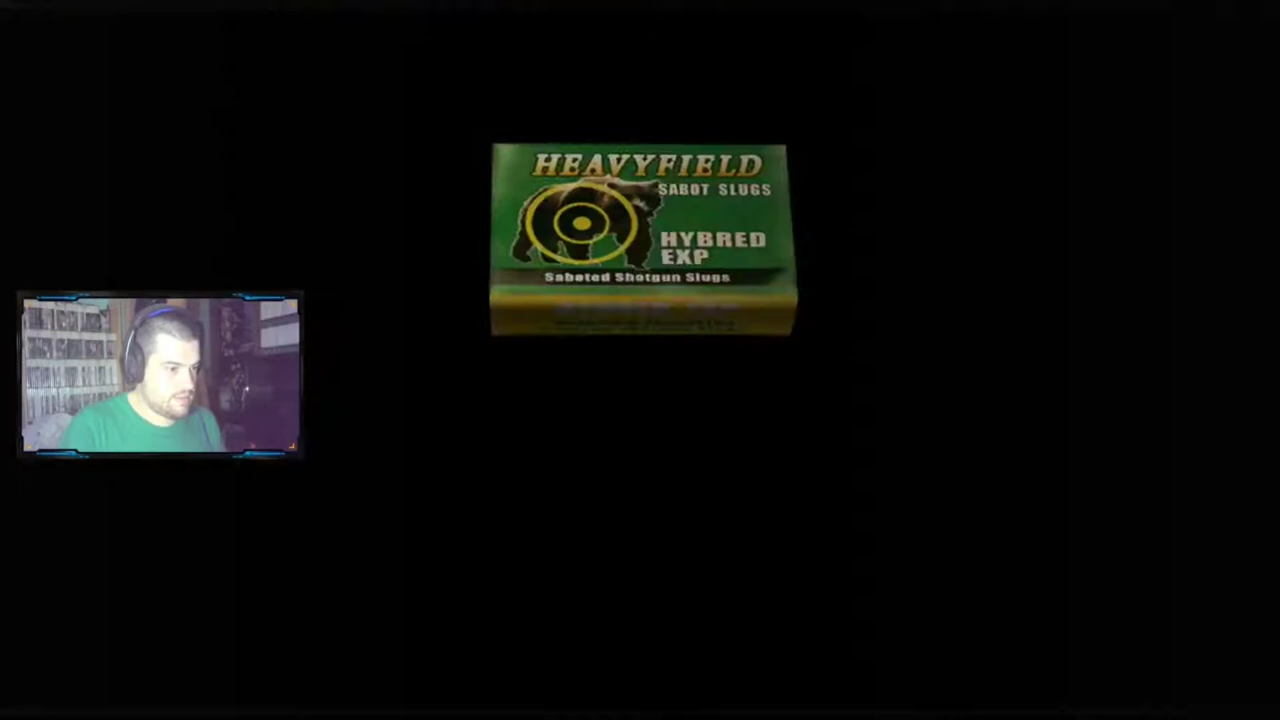 HEAVYFIELD
SABOT SLUGS
HYBRED
EXP
Saboted Shotgun Slugs